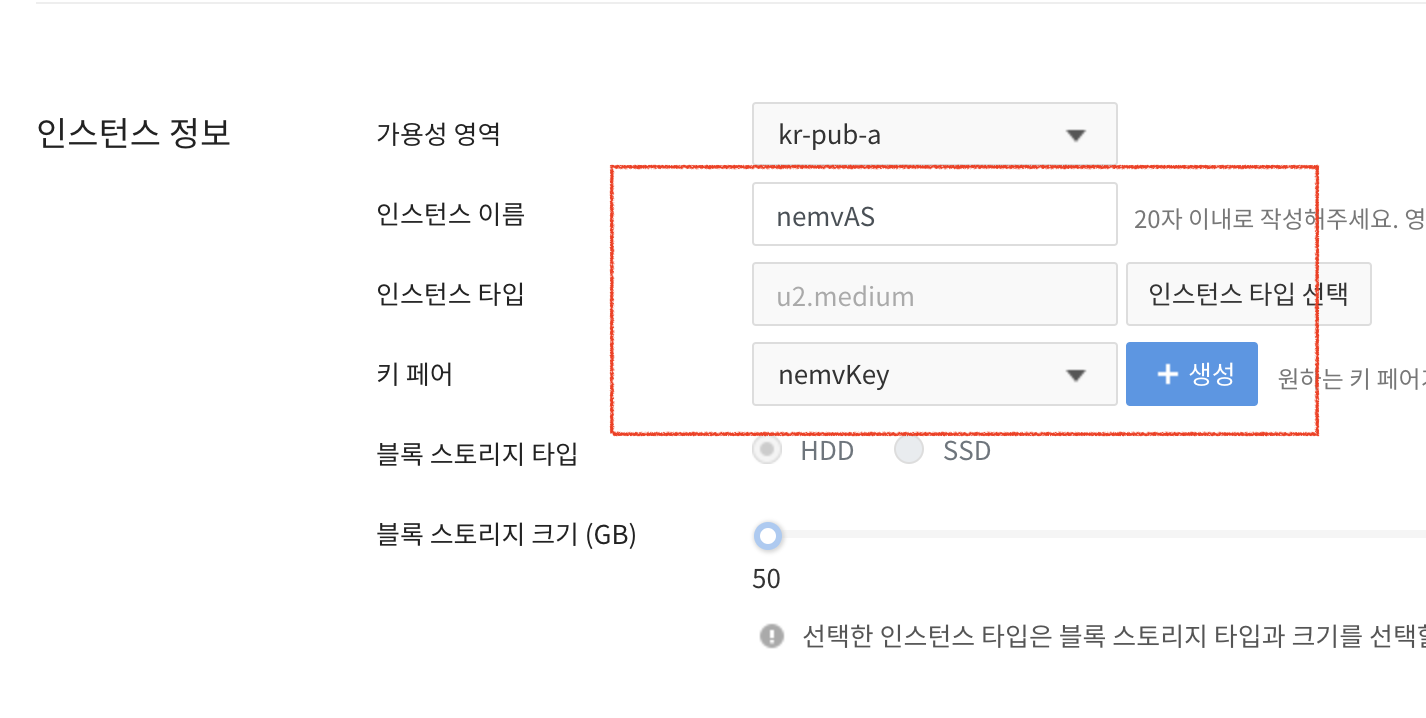 인스턴스 정보
가용성 영역
kr-pub-a
인스턴스 이름
nemvAS
20자 이내로 작성해주세요. 영
인스턴스 타입
u2.medium
인스턴스 타입 선택
키 페어
nemvKey
+ 생성
원하는 키 페어
블록 스토리지 타입
HDD
SSD
블록 스토리지 크기 (GB)
50
선택한 인스턴스 타입은 블록 스토리지 타입과 크기를 선택할